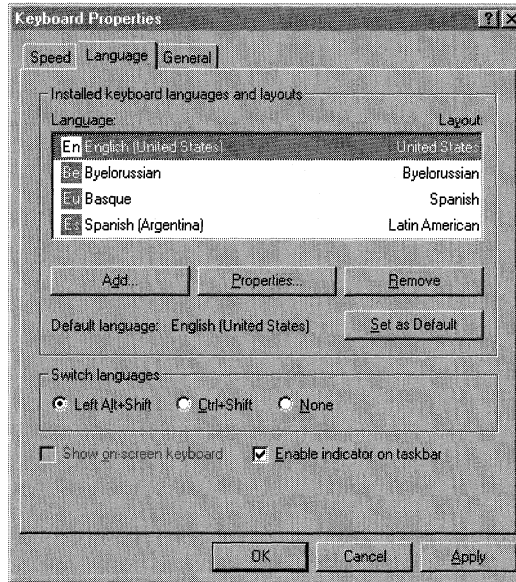 Keyboard Properties
Speed Language General
Installed keyboard languages and layouts
Language: Layout:
En English (United States) United States
Be Byelorussian Byelorussian
Eu Basque Spanish
Es Spanish (Argentina) Latin American
Add... Properties... Remove
Default language: English (United States) Set as Default
Switch languages
Left Alt+Shift Ctrl+Shift None
Show on-screen keyboard Enable indicator on taskbar
OK Cancel Apply